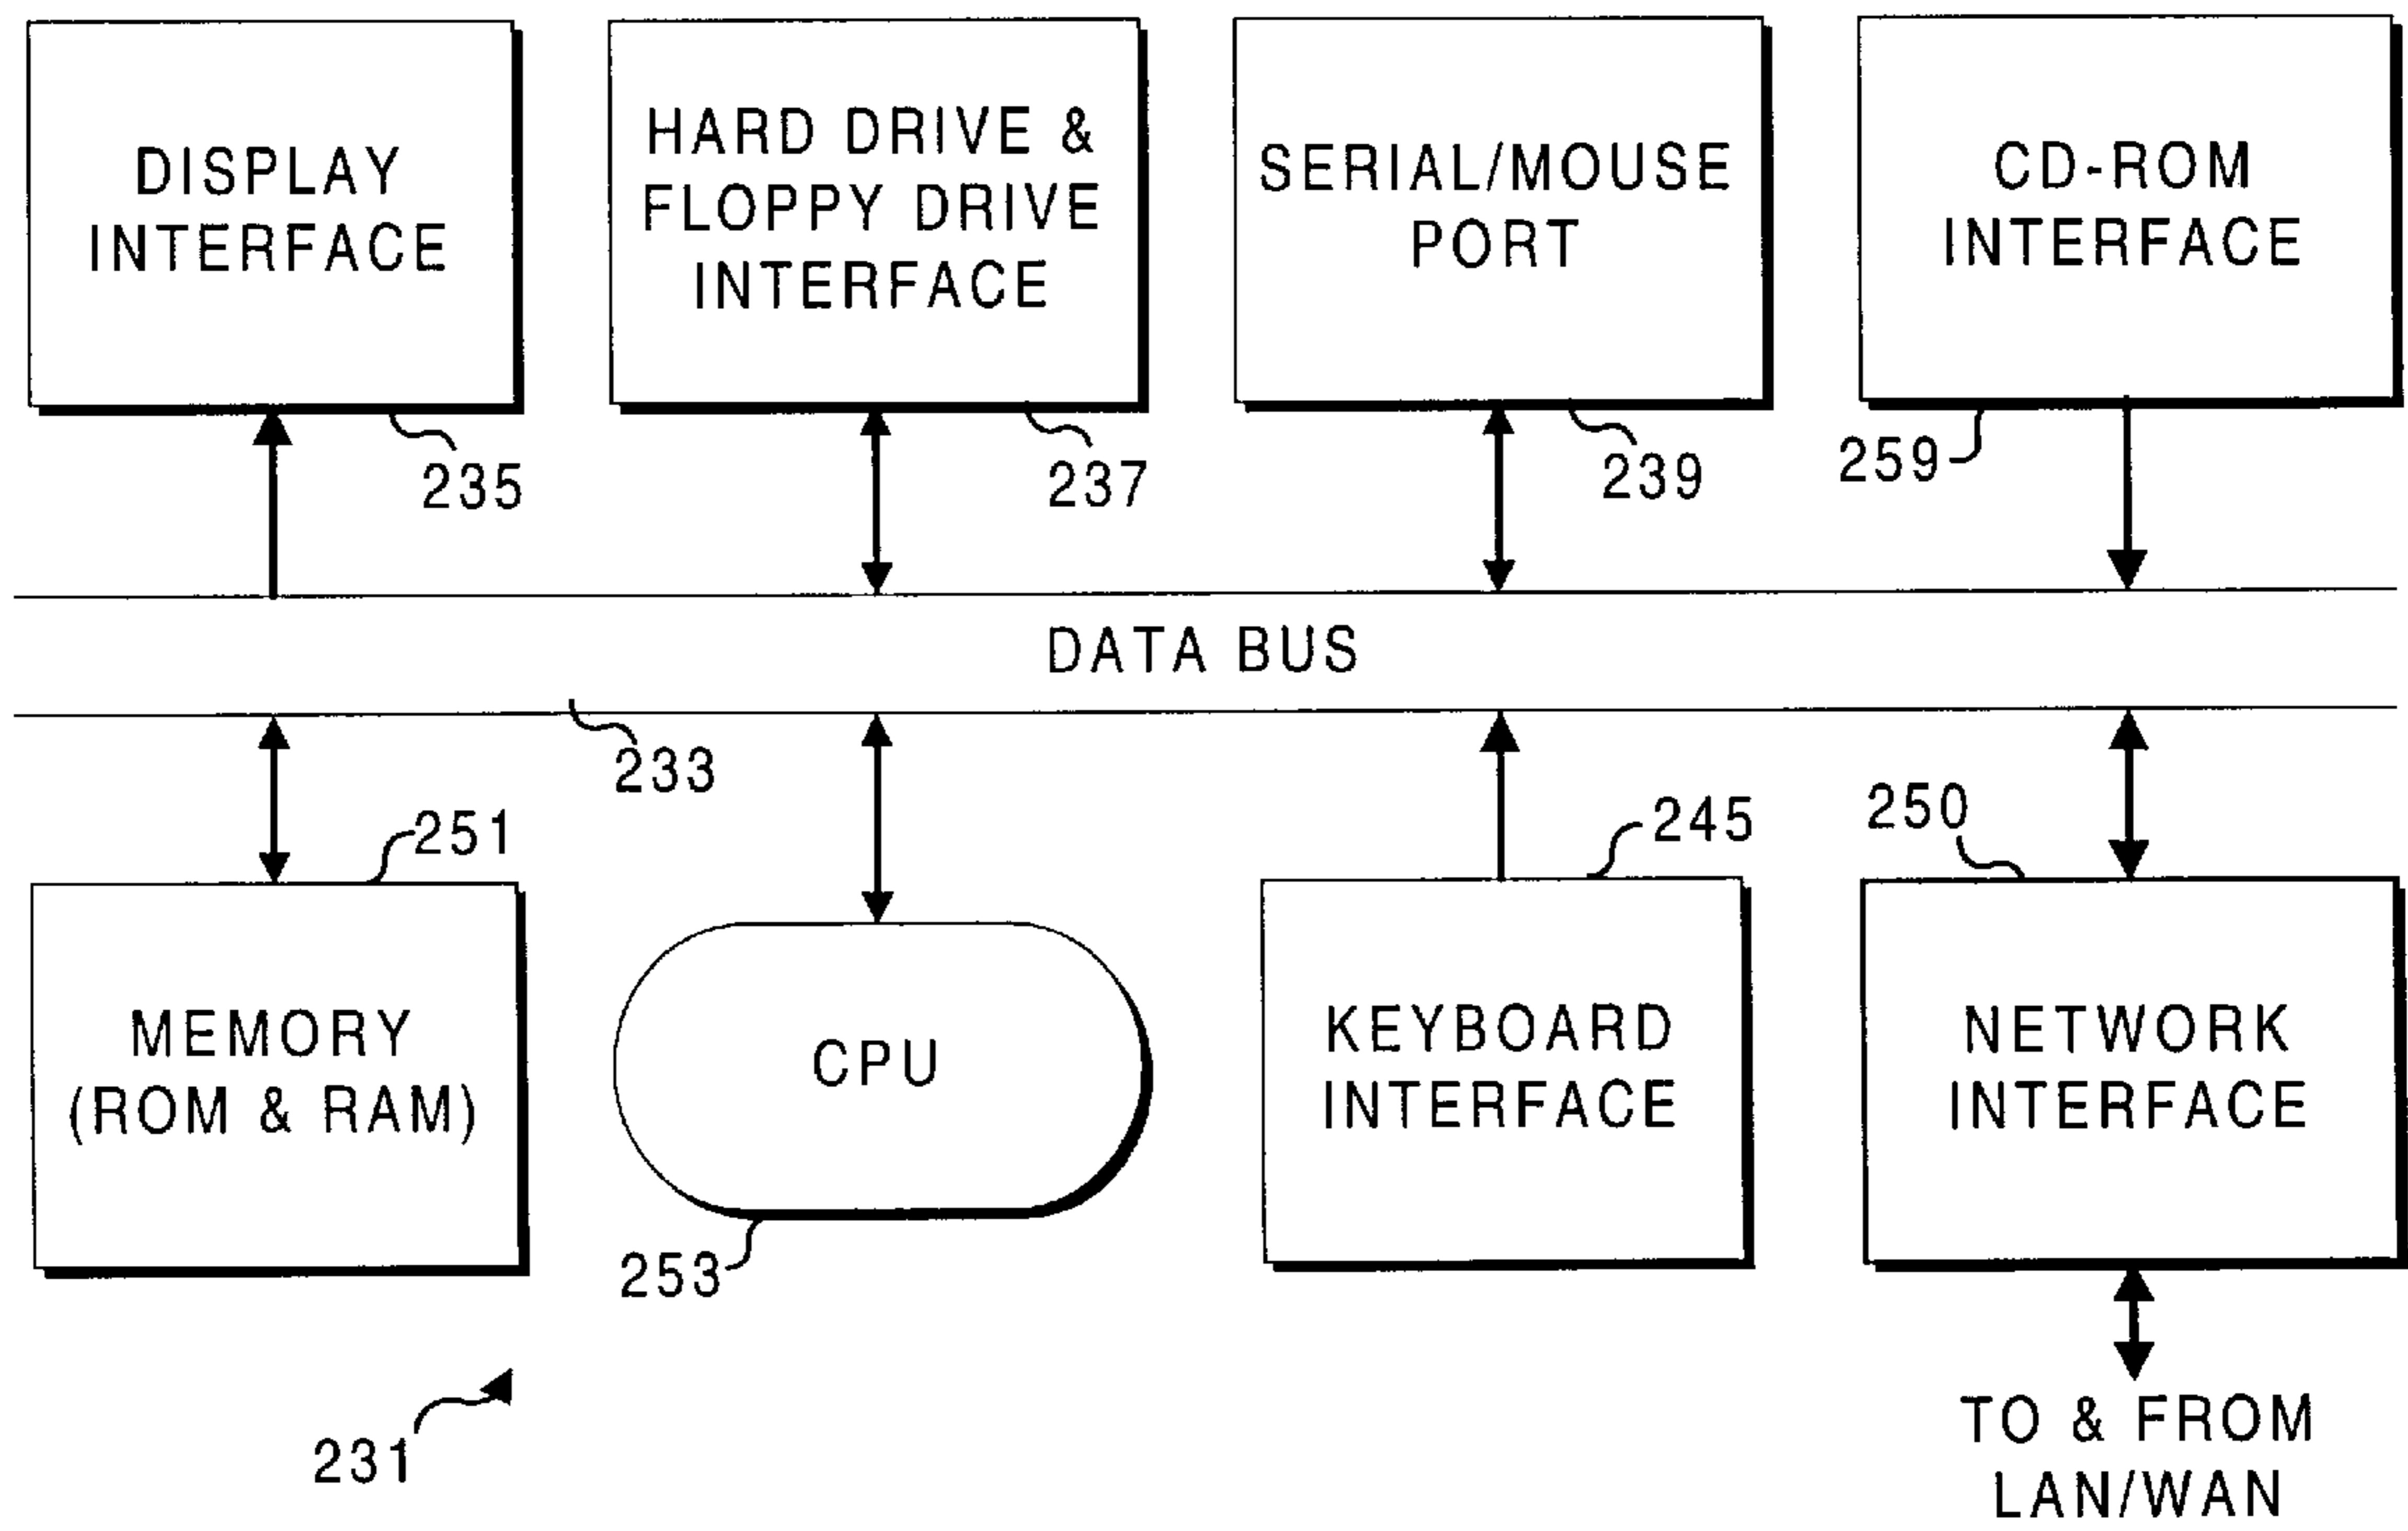 DISPLAY
INTERFACE
235
HARD DRIVE &
FLOPPY DRIVE
INTERFACE
237
SERIAL/MOUSE
PORT
239
CD-ROM
INTERFACE
259
DATA BUS
233
251
MEMORY
(ROM & RAM)
CPU
253
245
KEYBOARD
INTERFACE
250
NETWORK
INTERFACE
TO & FROM
LAN/WAN
231